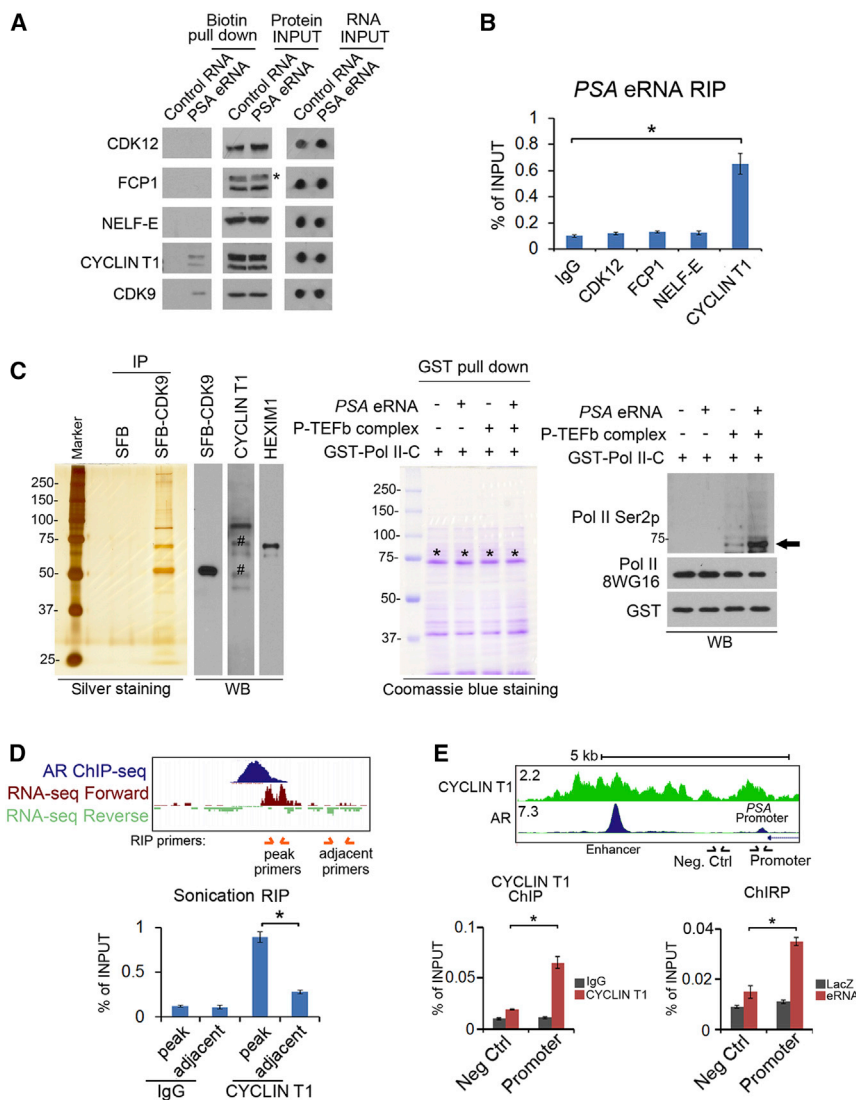 A
Biotin pull down
Protein INPUT
RNA INPUT
Control RNA
PSA eRNA
Control RNA
PSA eRNA
Control RNA
PSA eRNA
CDK12
FCP1
*
NELF-E
CYCLIN T1
CDK9
B
PSA eRNA RIP
*
% of INPUT
1
0.8
0.6
0.4
0.2
0
IgG
CDK12
FCP1
NELF-E
CYCLIN T1
C
IP
Marker
SFB
SFB-CDK9
SFB-CDK9
CYCLIN T1
HEXIM1
250-
150-
100-
75-
50-
37-
25-
#
#
Silver staining
WB
GST pull down
PSA eRNA - + - +
P-TEFb complex - - + +
GST-Pol II-C + + + +
250-
150-
100-
75-
50-
37-
* * * *
Coomassie blue staining
PSA eRNA - + - +
P-TEFb complex - - + +
GST-Pol II-C + + + +
Pol II Ser2p
75
Pol II
8WG16
GST
WB
D
AR ChIP-seq
RNA-seq Forward
RNA-seq Reverse
RIP primers:
peak primers
adjacent primers
Sonication RIP
*
% of INPUT
1
0.5
0
peak
adjacent
peak
adjacent
IgG
CYCLIN T1
E
5 kb
CYCLIN T1
2.2
AR
7.3
PSA
Promoter
Enhancer
Neg. Ctrl
Promoter
CYCLIN T1
ChIP
*
% of INPUT
0.1
0.05
0
IgG
CYCLIN T1
Neg Ctrl
Promoter
ChIRP
*
% of INPUT
0.04
0.02
0
LacZ
eRNA
Neg Ctrl
Promoter